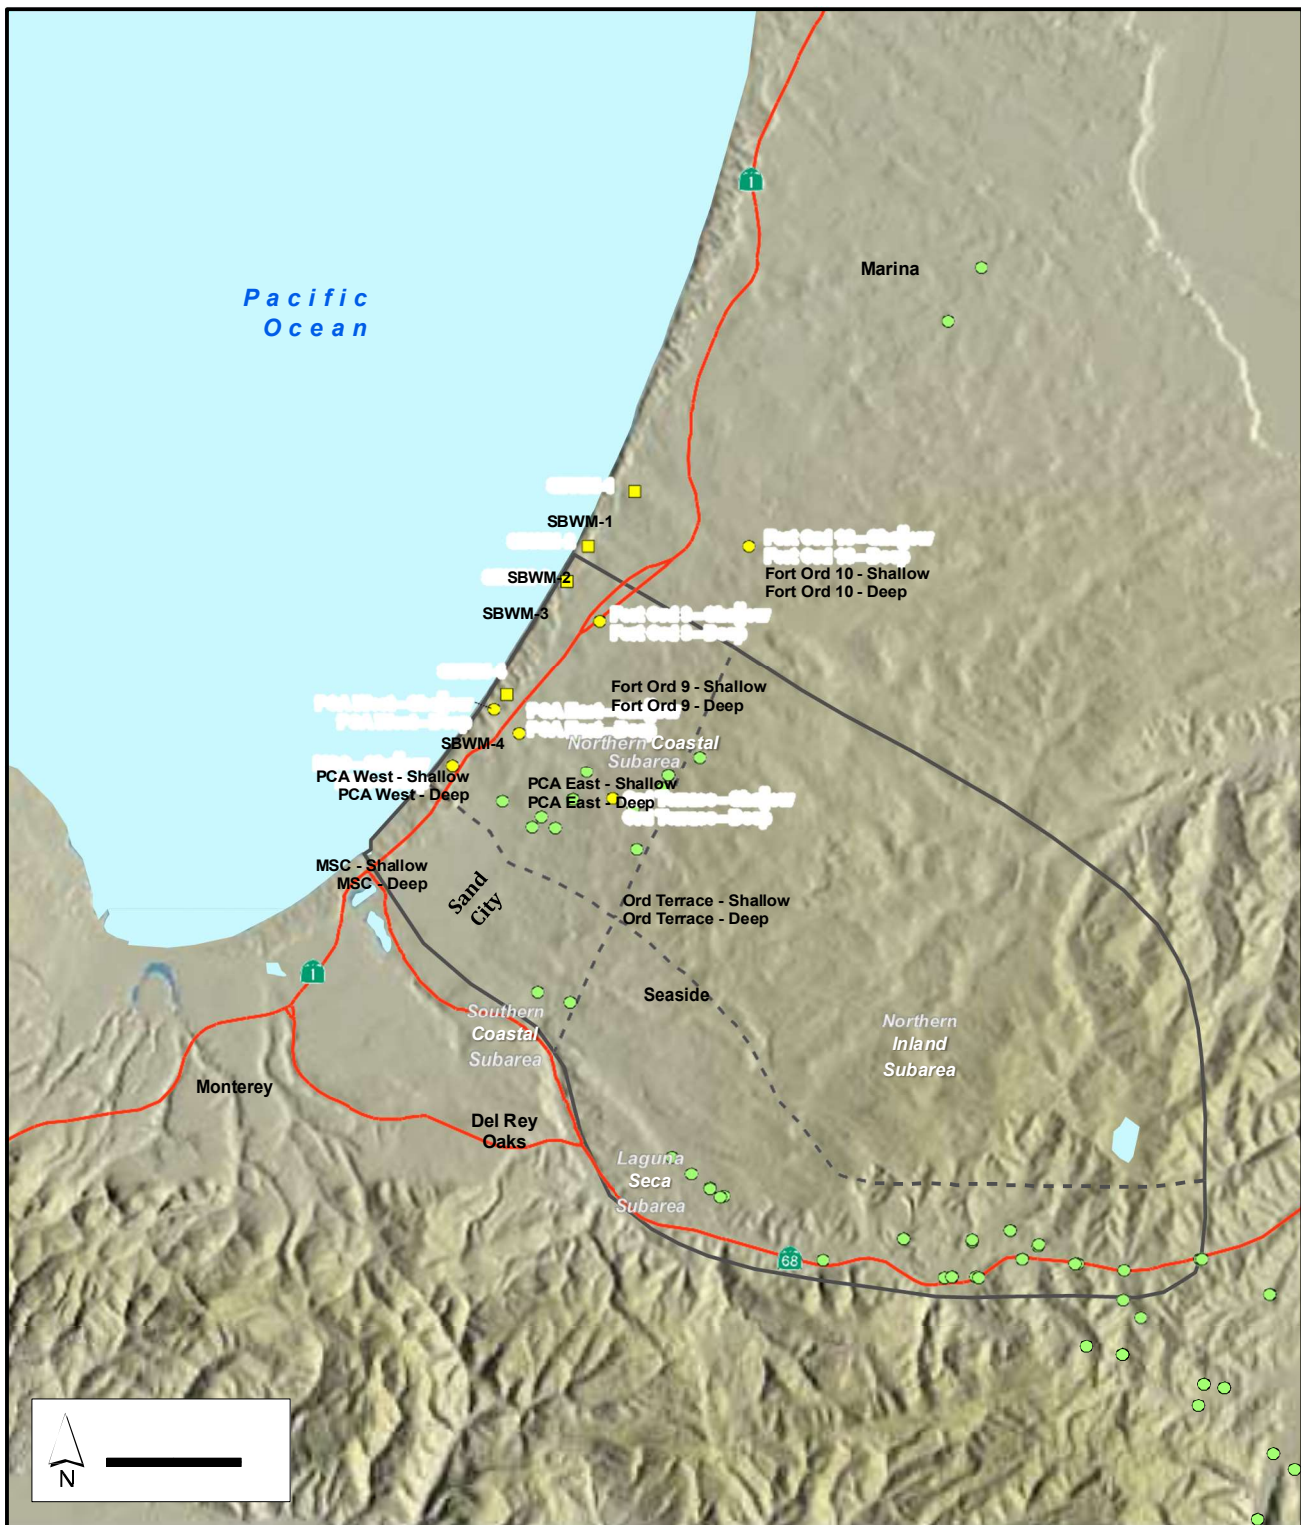 1
Marina
Pacific
Ocean
SBWM-1
SBWM-2
SBWM-3
Fort Ord 10 - Shallow
Fort Ord 10 - Deep
Fort Ord 9 - Shallow
Fort Ord 9 - Deep
SBWM-4
Northern Coastal
Subarea
PCA West - Shallow
PCA West - Deep
PCA East - Shallow
PCA East - Deep
MSC - Shallow
MSC - Deep
Sand
City
Ord Terrace - Shallow
Ord Terrace - Deep
1
Seaside
Southern
Coastal
Subarea
Northern
Inland
Subarea
Monterey
Del Rey
Oaks
Laguna
Seca
Subarea
68
N